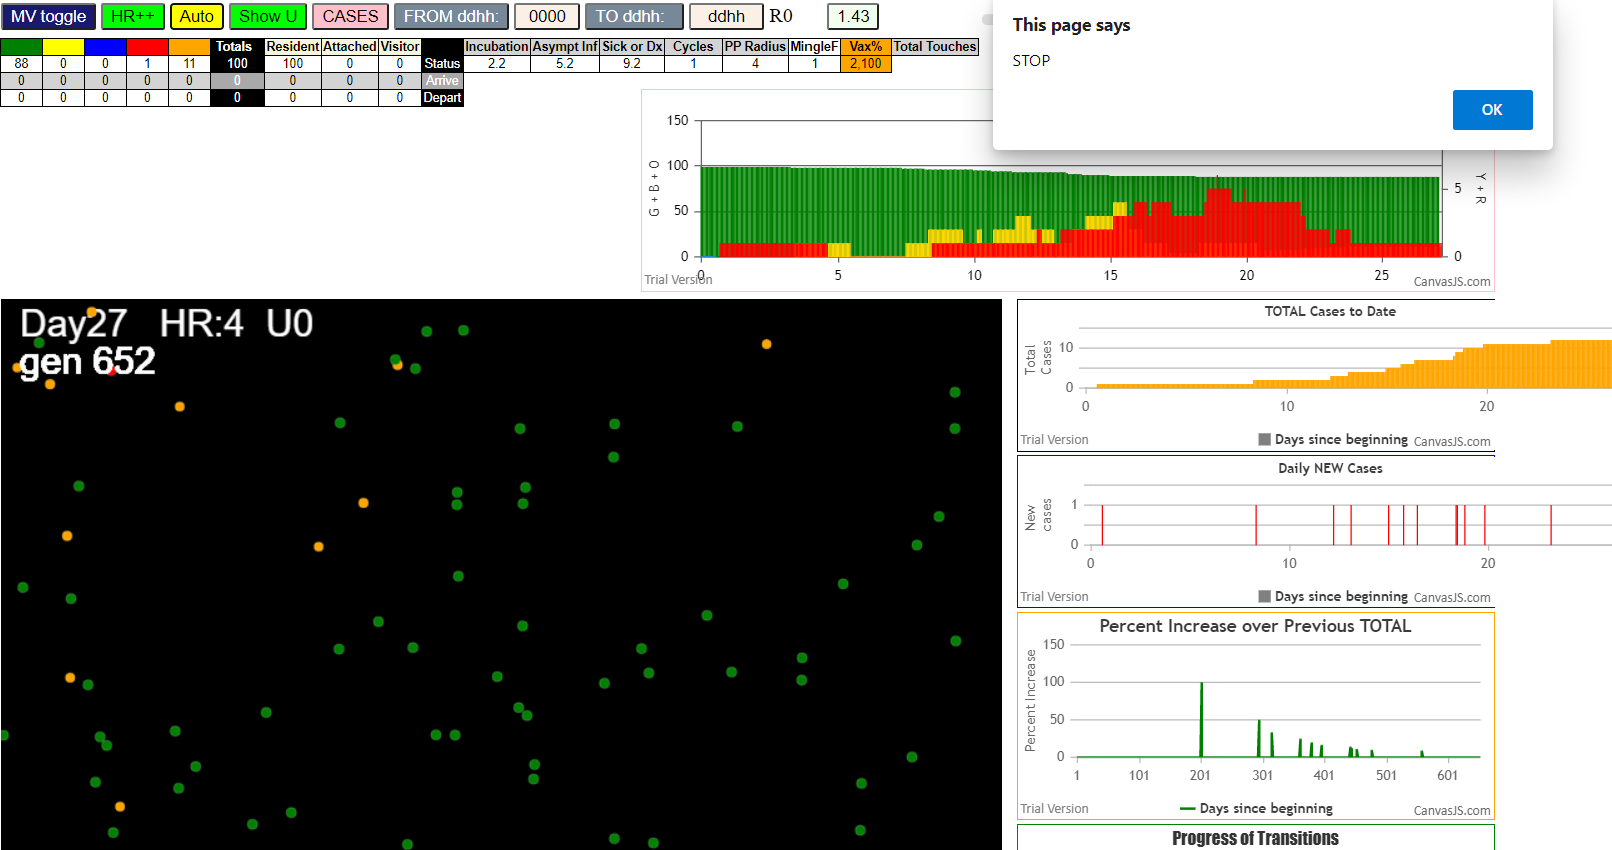 MV toggle HR++ Auto Show U CASES FROM ddhh: 0000 TO ddhh: ddhh R0 1.43
This page says
STOP
OK
Totals Resident Attached Visitor Incubation Asympt Inf Sick or Dx Cycles PP Radius MingleF Vax% Total Touches
88 0 0 1 11 100 100 0 0 Status 2.2 5.2 9.2 1 4 1 2,100
0 0 0 0 0 0 0 0 0 Arrive
0 0 0 0 0 0 0 0 0 Depart
150
100
50
0
G + B + O
5
0
Y + R
0 5 10 15 20 25
Trial Version CanvasJS.com
Day27 HR:4 U0
gen 652
TOTAL Cases to Date
Total Cases
10
0
0 10 20
Days since beginning
Trial Version CanvasJS.com
Daily NEW Cases
New cases
1
0
0 10 20
Days since beginning
Trial Version CanvasJS.com
Percent Increase over Previous TOTAL
Percent Increase
150
100
50
0
1 101 201 301 401 501 601
Days since beginning
Trial Version CanvasJS.com
Progress of Transitions